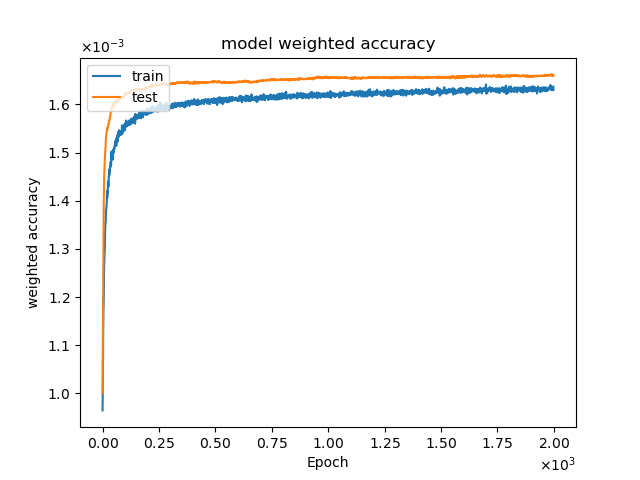 ×10⁻³
model weighted accuracy
train
test
1.6
1.5
1.4
1.3
1.2
1.1
1.0
weighted accuracy
0.00 0.25 0.50 0.75 1.00 1.25 1.50 1.75 2.00
Epoch
×10³